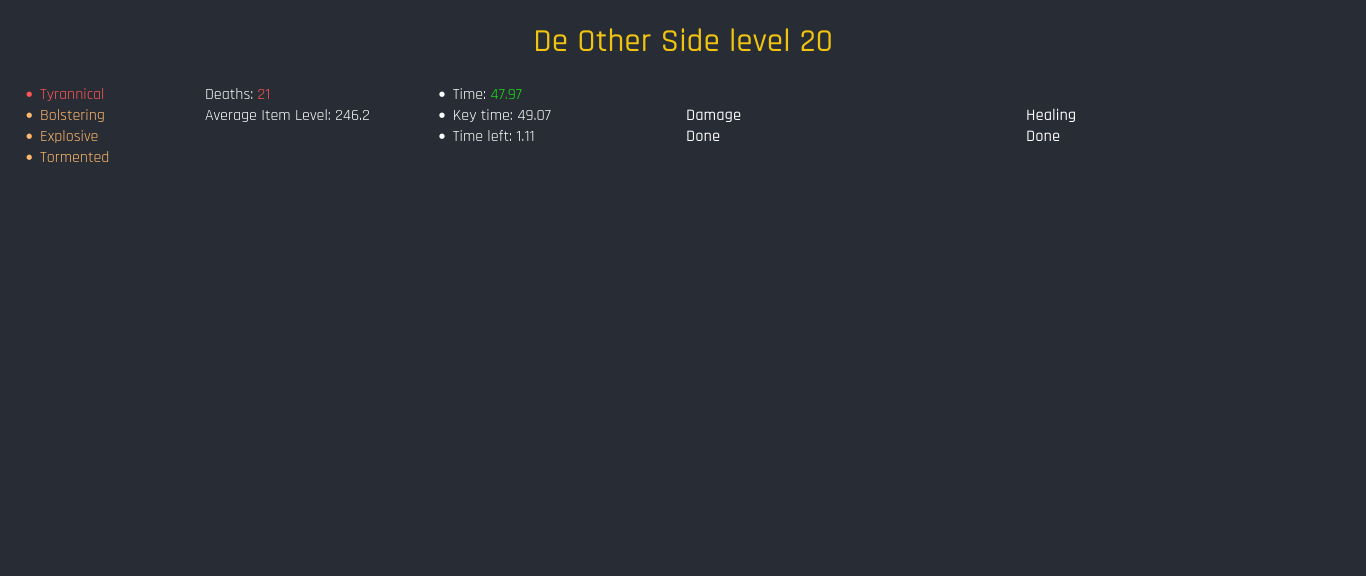 De Other Side level 20
Tyrannical
Bolstering
Explosive
Tormented
Deaths: 21
Average Item Level: 246.2
Time: 47.97
Key time: 49.07
Time left: 1.11
Damage
Done
Healing
Done